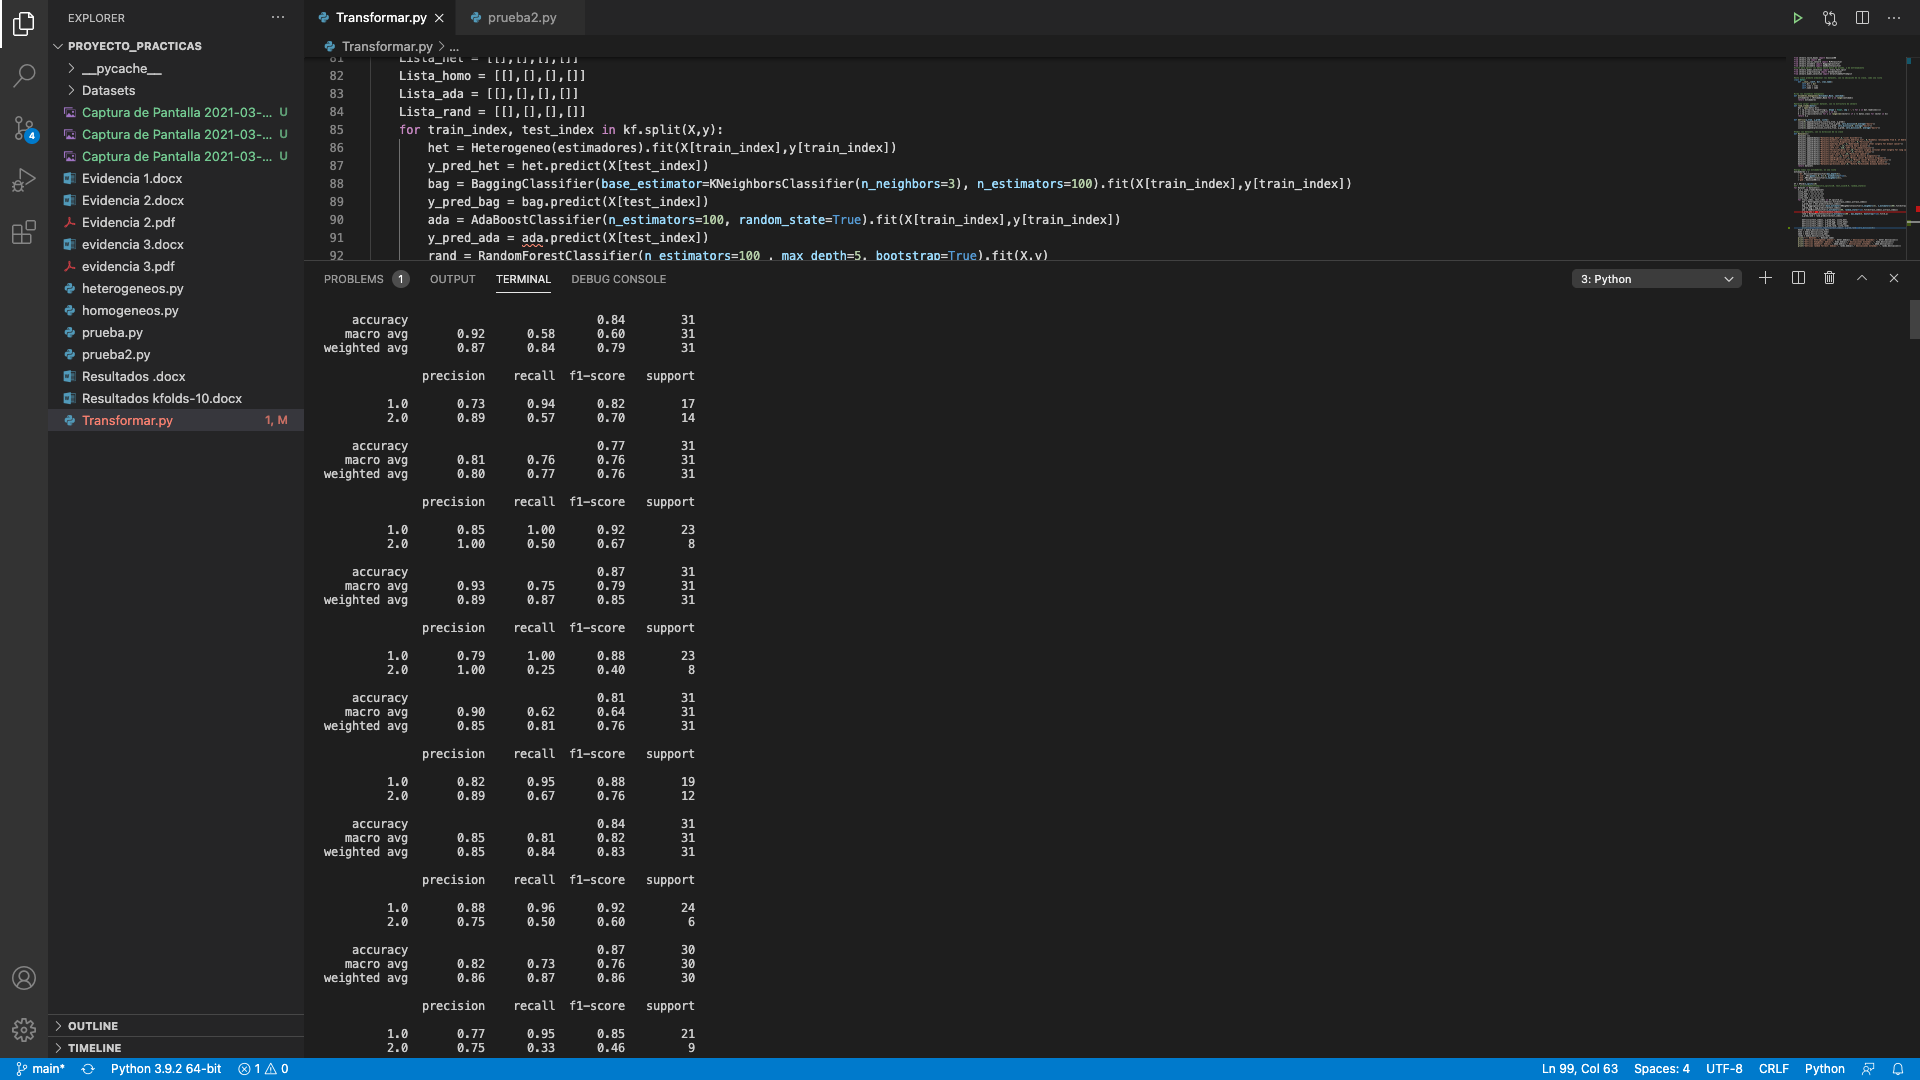 EXPLORER
PROYECTO_PRACTICAS
__pycache__
Datasets
Captura de Pantalla 2021-03-... U
Captura de Pantalla 2021-03-... U
Captura de Pantalla 2021-03-... U
Evidencia 1.docx
Evidencia 2.docx
Evidencia 2.pdf
evidencia 3.docx
evidencia 3.pdf
heterogeneos.py
homogeneos.py
prueba.py
prueba2.py
Resultados .docx
Resultados kfolds-10.docx
Transformar.py 1, M
OUTLINE
TIMELINE
4
Transformar.py
prueba2.py
Transformar.py > ...
81 Lista_het = [[],[],[],[]]
82 Lista_homo = [[],[],[],[]]
83 Lista_ada = [[],[],[],[]]
84 Lista_rand = [[],[],[],[]]
85 for train_index, test_index in kf.split(X,y):
86 het = Heterogeneo(estimadores).fit(X[train_index],y[train_index])
87 y_pred_het = het.predict(X[test_index])
88 bag = BaggingClassifier(base_estimator=KNeighborsClassifier(n_neighbors=3), n_estimators=100).fit(X[train_index],y[train_index])
89 y_pred_bag = bag.predict(X[test_index])
90 ada = AdaBoostClassifier(n_estimators=100, random_state=True).fit(X[train_index],y[train_index])
91 y_pred_ada = ada.predict(X[test_index])
92 rand = RandomForestClassifier(n_estimators=100 , max_depth=5, bootstrap=True).fit(X,y)
PROBLEMS 1 OUTPUT TERMINAL DEBUG CONSOLE 3: Python
accuracy 0.84 31
macro avg 0.92 0.58 0.60 31
weighted avg 0.87 0.84 0.79 31
precision recall f1-score support
1.0 0.73 0.94 0.82 17
2.0 0.89 0.57 0.70 14
accuracy 0.77 31
macro avg 0.81 0.76 0.76 31
weighted avg 0.80 0.77 0.76 31
precision recall f1-score support
1.0 0.85 1.00 0.92 23
2.0 1.00 0.50 0.67 8
accuracy 0.87 31
macro avg 0.93 0.75 0.79 31
weighted avg 0.89 0.87 0.85 31
precision recall f1-score support
1.0 0.79 1.00 0.88 23
2.0 1.00 0.25 0.40 8
accuracy 0.81 31
macro avg 0.90 0.62 0.64 31
weighted avg 0.85 0.81 0.76 31
precision recall f1-score support
1.0 0.82 0.95 0.88 19
2.0 0.89 0.67 0.76 12
accuracy 0.84 31
macro avg 0.85 0.81 0.82 31
weighted avg 0.85 0.84 0.83 31
precision recall f1-score support
1.0 0.88 0.96 0.92 24
2.0 0.75 0.50 0.60 6
accuracy 0.87 30
macro avg 0.82 0.73 0.76 30
weighted avg 0.86 0.87 0.86 30
precision recall f1-score support
1.0 0.77 0.95 0.85 21
2.0 0.75 0.33 0.46 9
main* Python 3.9.2 64-bit 1 0 Ln 99, Col 63 Spaces: 4 UTF-8 CRLF Python